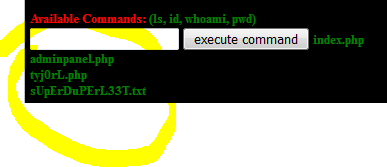 Available Commands: (ls, id, whoami, pwd)
execute command index.php
adminpanel.php
tyj0rL.php
sUpErDuPErL33T.txt